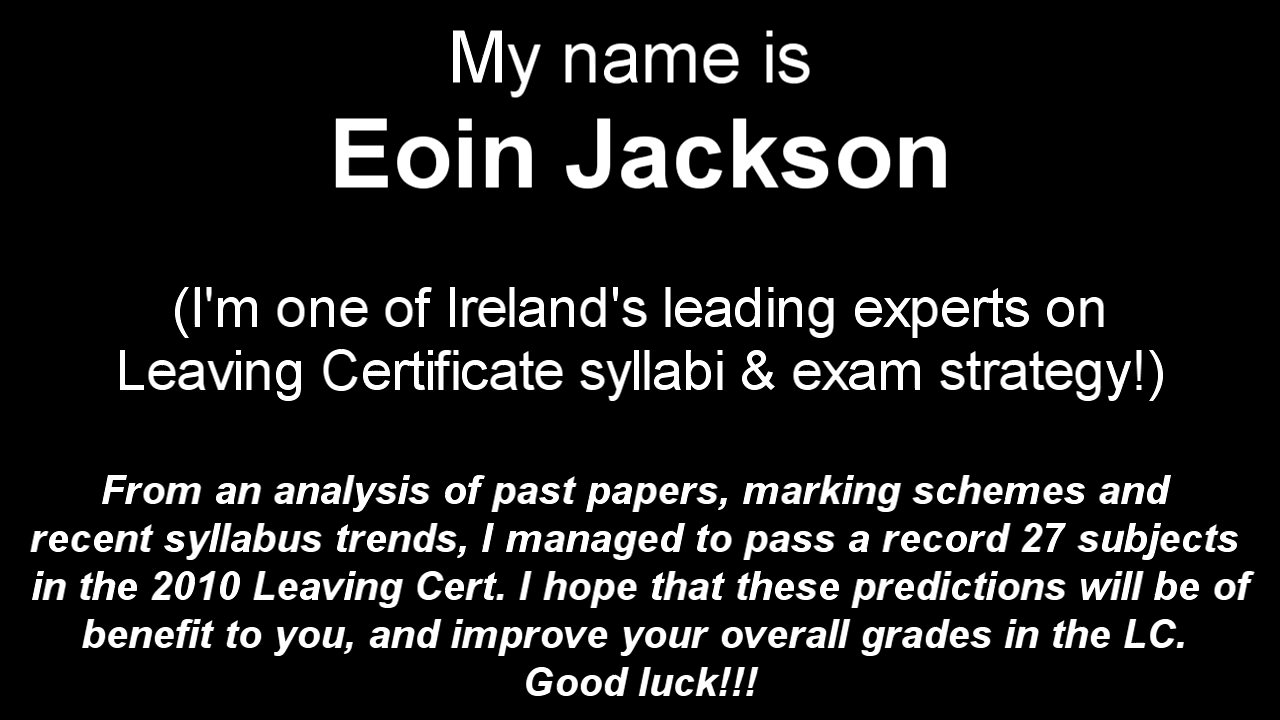 My name is
Eoin Jackson
(I'm one of Ireland's leading experts on
Leaving Certificate syllabi & exam strategy!)
From an analysis of past papers, marking schemes and
recent syllabus trends, I managed to pass a record 27 subjects
in the 2010 Leaving Cert. I hope that these predictions will be of
benefit to you, and improve your overall grades in the LC.
Good luck!!!